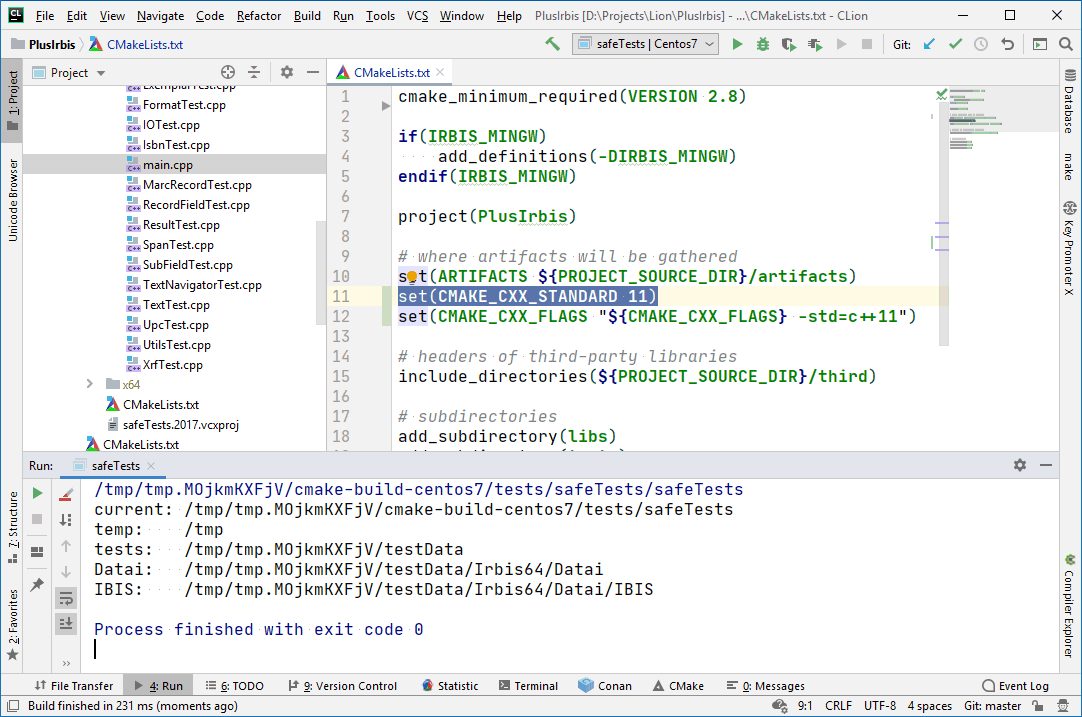 CL File Edit View Navigate Code Refactor Build Run Tools VCS Window Help PlusIrbis [D:\Projects\Lion\PlusIrbis] - ...\CMakeLists.txt - CLion
PlusIrbis CMakeLists.txt safeTests | Centos7 Git:
Project CMakeLists.txt
1: Project
Unicode Browser
7: Structure
2: Favorites
ExemplarTest.cpp
FormatTest.cpp
IOTest.cpp
IsbnTest.cpp
main.cpp
MarcRecordTest.cpp
RecordFieldTest.cpp
ResultTest.cpp
SpanTest.cpp
SubFieldTest.cpp
TextNavigatorTest.cpp
TextTest.cpp
UpcTest.cpp
UtilsTest.cpp
XrfTest.cpp
x64
CMakeLists.txt
safeTests.2017.vcxproj
CMakeLists.txt
1 cmake_minimum_required(VERSION 2.8)
2
3 if(IRBIS_MINGW)
4 add_definitions(-DIRBIS_MINGW)
5 endif(IRBIS_MINGW)
6
7 project(PlusIrbis)
8
9 # where artifacts will be gathered
10 set(ARTIFACTS ${PROJECT_SOURCE_DIR}/artifacts)
11 set(CMAKE_CXX_STANDARD 11)
12 set(CMAKE_CXX_FLAGS "${CMAKE_CXX_FLAGS} -std=c++11")
13
14 # headers of third-party libraries
15 include_directories(${PROJECT_SOURCE_DIR}/third)
16
17 # subdirectories
18 add_subdirectory(libs)
Database
make
Key Promoter X
Compiler Explorer
Run: safeTests
/tmp/tmp.MOjkmKXFjV/cmake-build-centos7/tests/safeTests/safeTests
current: /tmp/tmp.MOjkmKXFjV/cmake-build-centos7/tests/safeTests
temp: /tmp
tests: /tmp/tmp.MOjkmKXFjV/testData
Datai: /tmp/tmp.MOjkmKXFjV/testData/Irbis64/Datai
IBIS: /tmp/tmp.MOjkmKXFjV/testData/Irbis64/Datai/IBIS
Process finished with exit code 0
File Transfer 4: Run 6: TODO 9: Version Control Statistic Terminal Conan CMake 0: Messages Event Log
Build finished in 231 ms (moments ago) 9:1 CRLF UTF-8 4 spaces Git: master